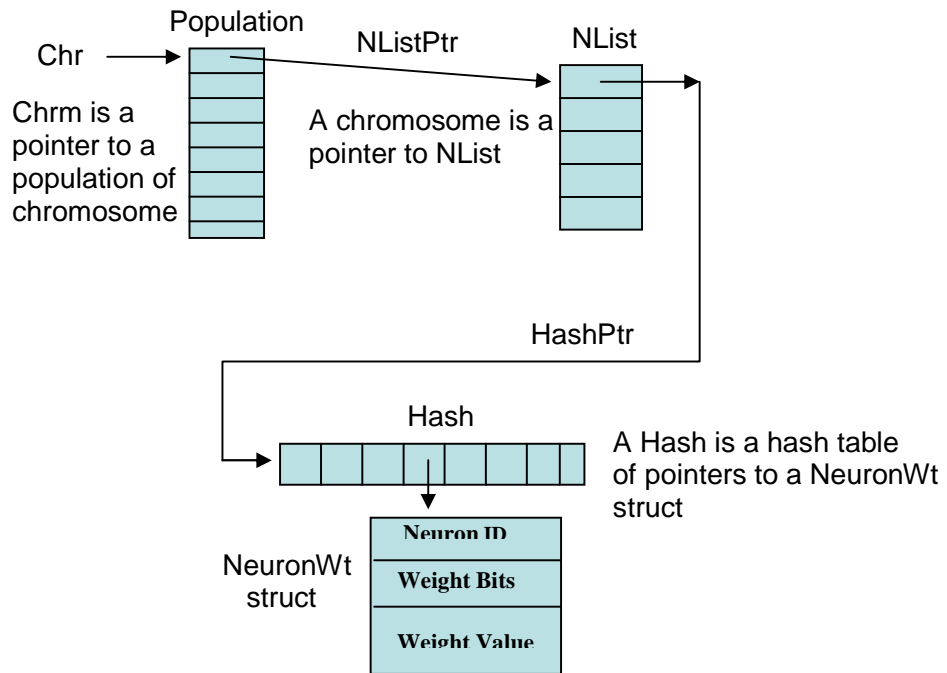 Population
Chr
NListPtr
NList
Chrm is a
pointer to a
population of
chromosome
A chromosome is a
pointer to NList
HashPtr
Hash
A Hash is a hash table
of pointers to a NeuronWt
struct
NeuronWt
struct
Neuron ID
Weight Bits
Weight Value